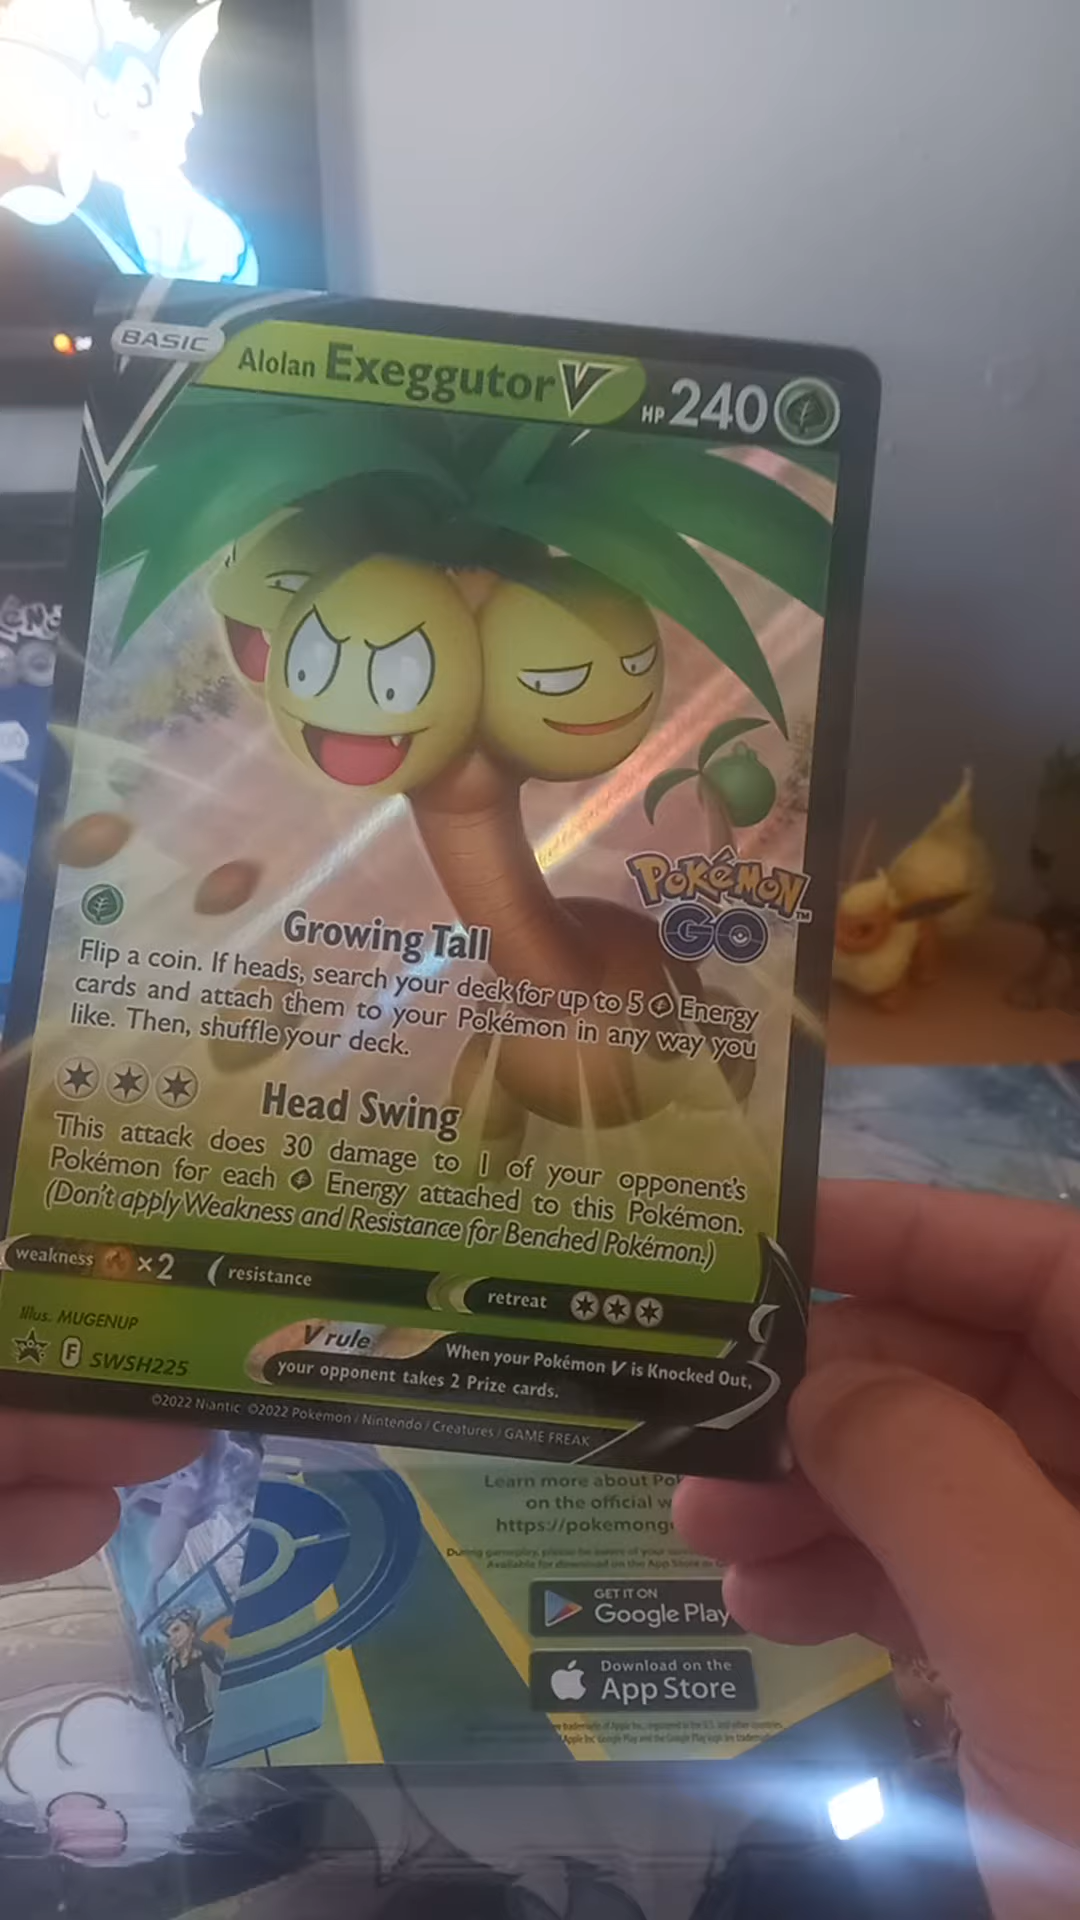 BASIC
Alolan Exeggutor V
HP 240
POKÉMON
GO
TM
Growing Tall
Flip a coin. If heads, search your deck for up to 5 Energy
cards and attach them to your Pokémon in any way you
like. Then, shuffle your deck.
Head Swing
This attack does 30 damage to 1 of your opponent's
Pokémon for each Energy attached to this Pokémon.
(Don't apply Weakness and Resistance for Benched Pokémon.)
weakness ×2 resistance
retreat
Illus. MUGENUP
F SWSH225
V rule
When your Pokémon V is Knocked Out,
your opponent takes 2 Prize cards.
©2022 Niantic ©2022 Pokémon / Nintendo / Creatures / GAME FREAK
Learn more about
on the official
https://pokemong
GET IT ON
Google Play
Download on the
App Store